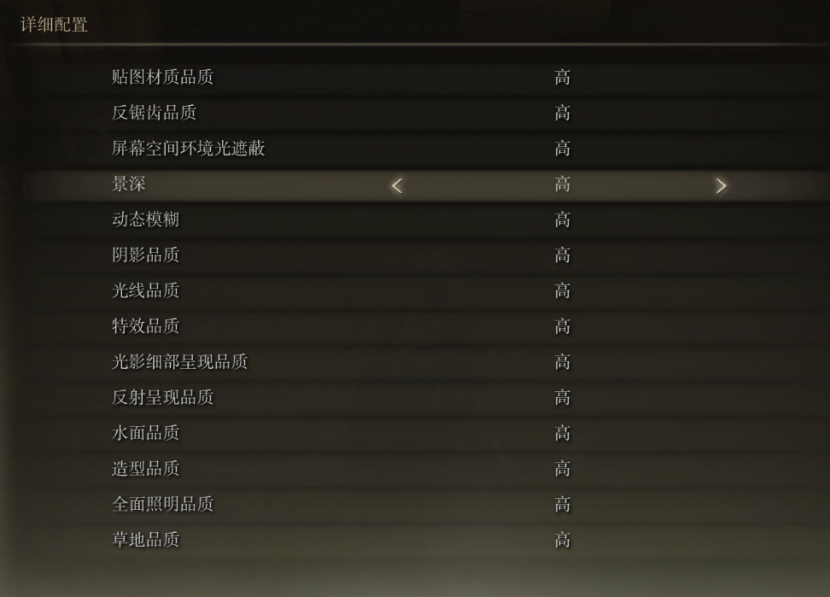 详细配置
贴图材质品质 高
反锯齿品质 高
屏幕空间环境光遮蔽 高
景深 高
动态模糊 高
阴影品质 高
光线品质 高
特效品质 高
光影细部呈现品质 高
反射呈现品质 高
水面品质 高
造型品质 高
全面照明品质 高
草地品质 高